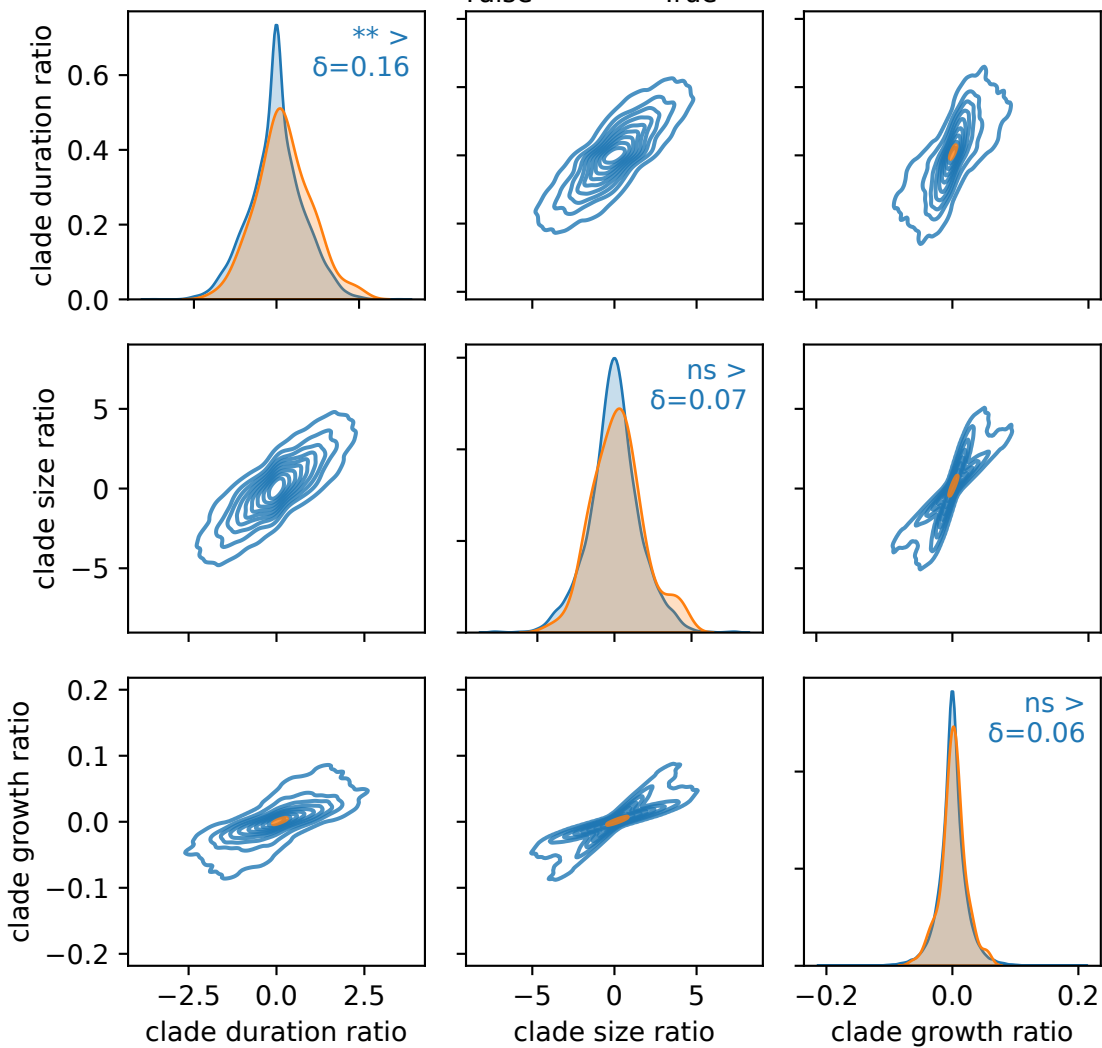 ** >
δ=0.16
clade duration ratio
0.6
0.4
0.2
0.0
ns >
δ=0.07
clade size ratio
5
0
−5
ns >
δ=0.06
clade growth ratio
0.2
0.1
0.0
−0.1
−0.2
−2.5 0.0 2.5 −5 0 5 −0.2 0.0 0.2
clade duration ratio clade size ratio clade growth ratio